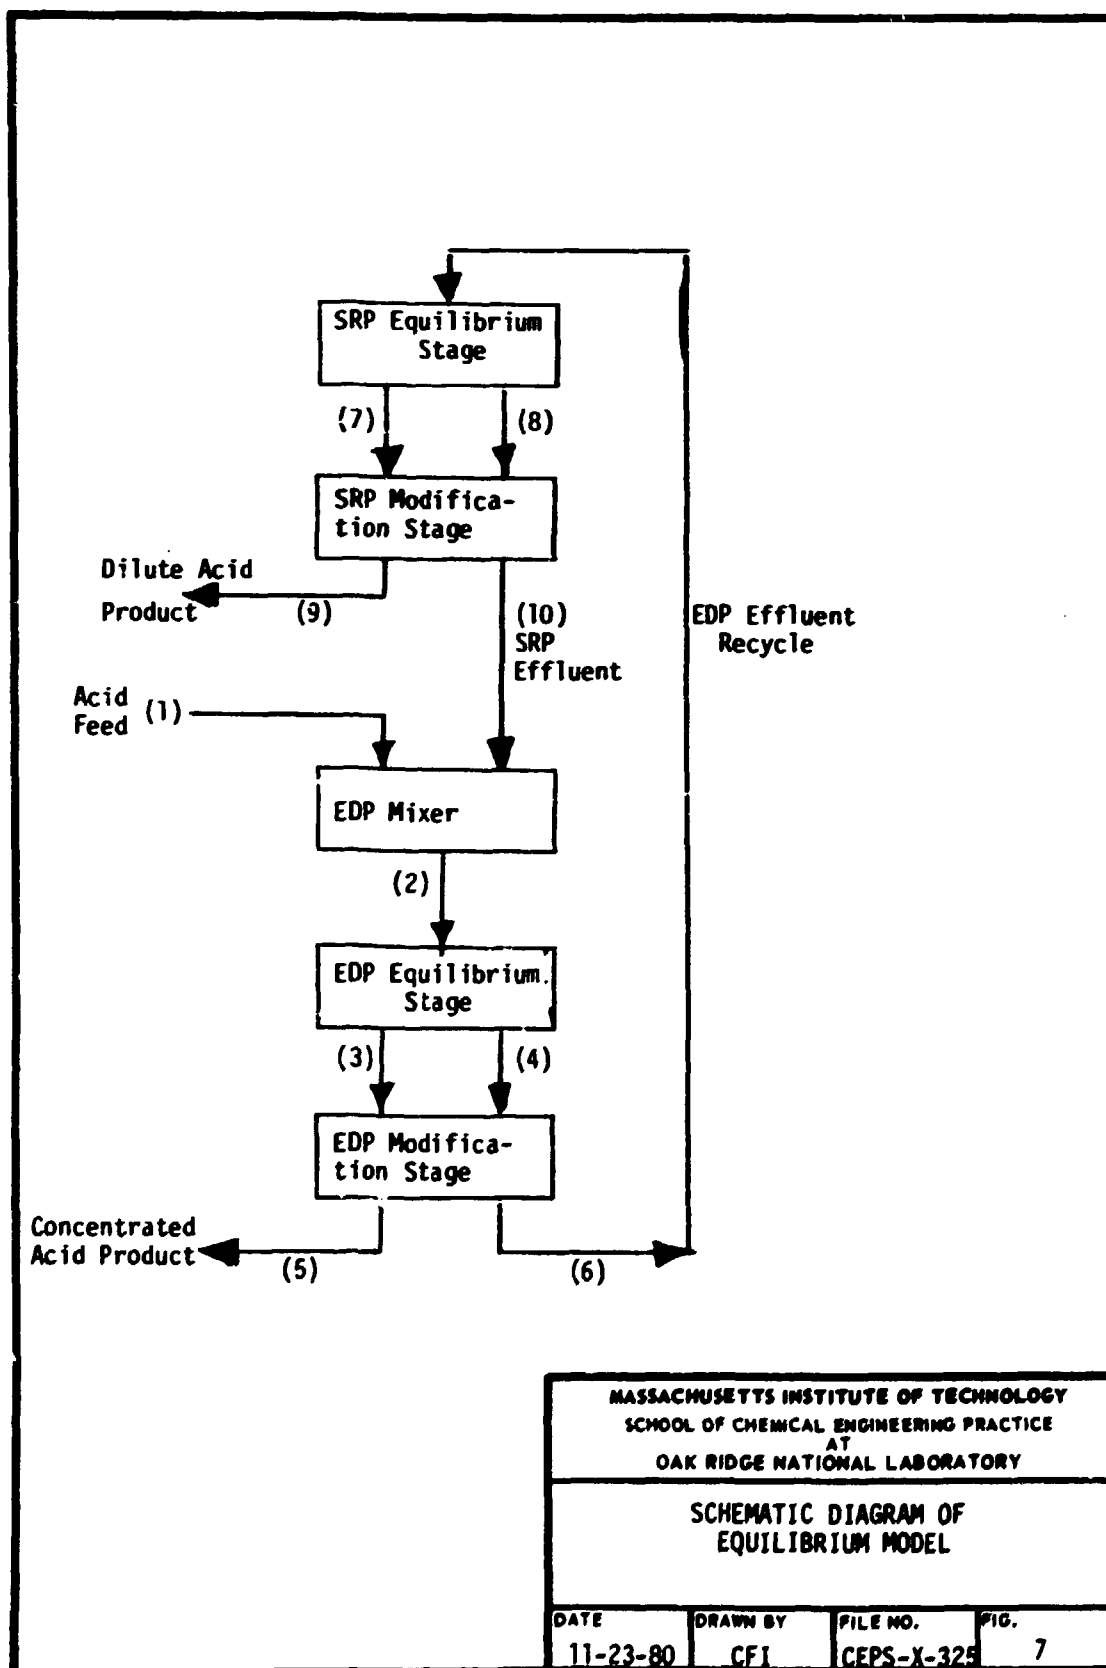 SRP Equilibrium
Stage
(7)
(8)
SRP Modifica-
tion Stage
Dilute Acid
Product
(9)
(10)
SRP
Effluent
EDP Effluent
Recycle
Acid
Feed
(1)
EDP Mixer
(2)
EDP Equilibrium
Stage
(3)
(4)
EDP Modifica-
tion Stage
Concentrated
Acid Product
(5)
(6)
MASSACHUSETTS INSTITUTE OF TECHNOLOGY
SCHOOL OF CHEMICAL ENGINEERING PRACTICE
AT
OAK RIDGE NATIONAL LABORATORY
SCHEMATIC DIAGRAM OF
EQUILIBRIUM MODEL
DATE
11-23-80
DRAWN BY
CFI
FILE NO.
CEPS-X-325
FIG.
7